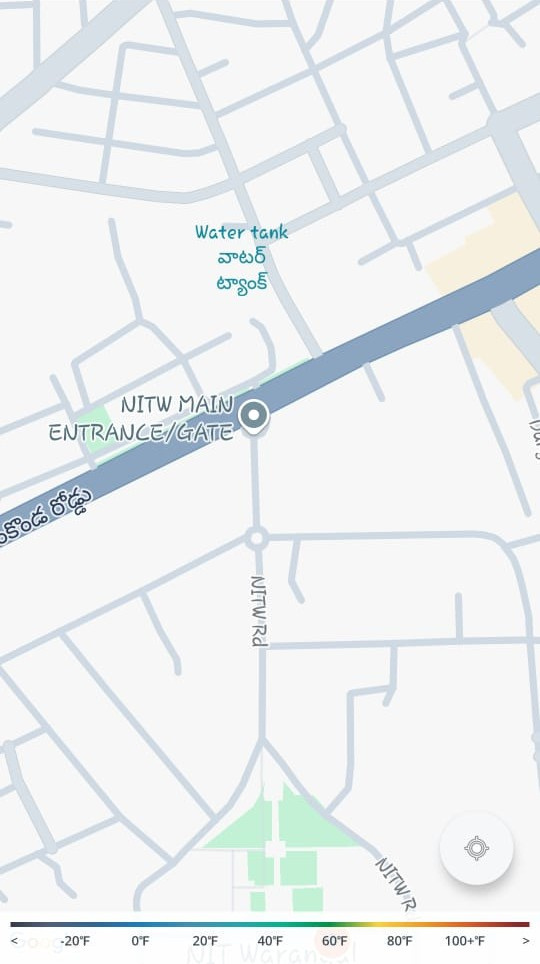 Water tank
వాటర్
ట్యాంక్
NITW MAIN
ENTRANCE/GATE
రోడ్డు
NITW Rd
NITW R
< -20°F 0°F 20°F 40°F 60°F 80°F 100+°F >
NIT Warangal